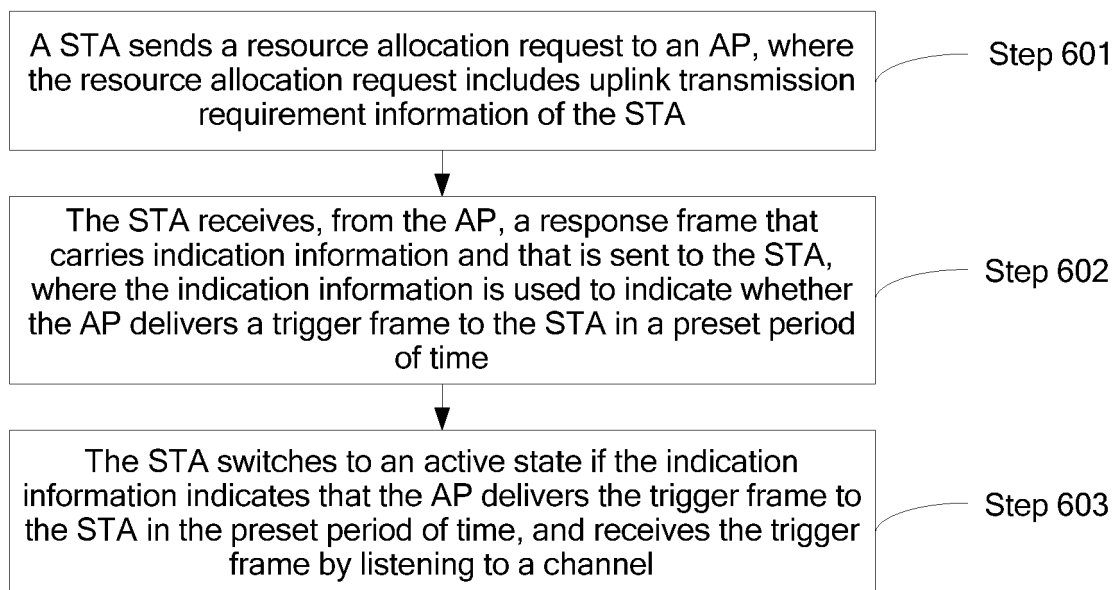 A STA sends a resource allocation request to an AP, where
the resource allocation request includes uplink transmission
requirement information of the STA
Step 601
The STA receives, from the AP, a response frame that
carries indication information and that is sent to the STA,
where the indication information is used to indicate whether
the AP delivers a trigger frame to the STA in a preset period
of time
Step 602
The STA switches to an active state if the indication
information indicates that the AP delivers the trigger frame to
the STA in the preset period of time, and receives the trigger
frame by listening to a channel
Step 603